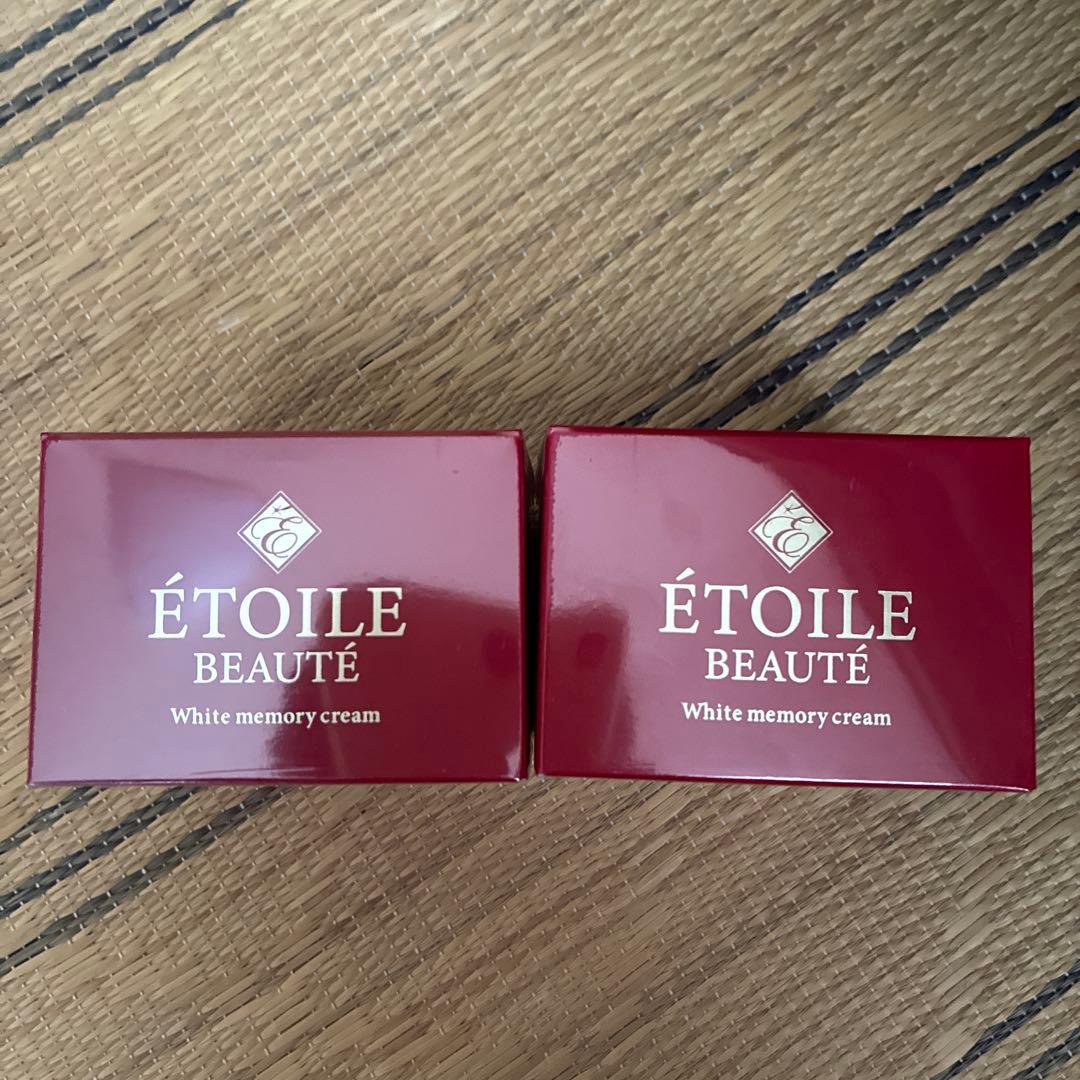 É
ÉTOILE
BEAUTÉ
White memory cream
É
ÉTOILE
BEAUTÉ
White memory cream